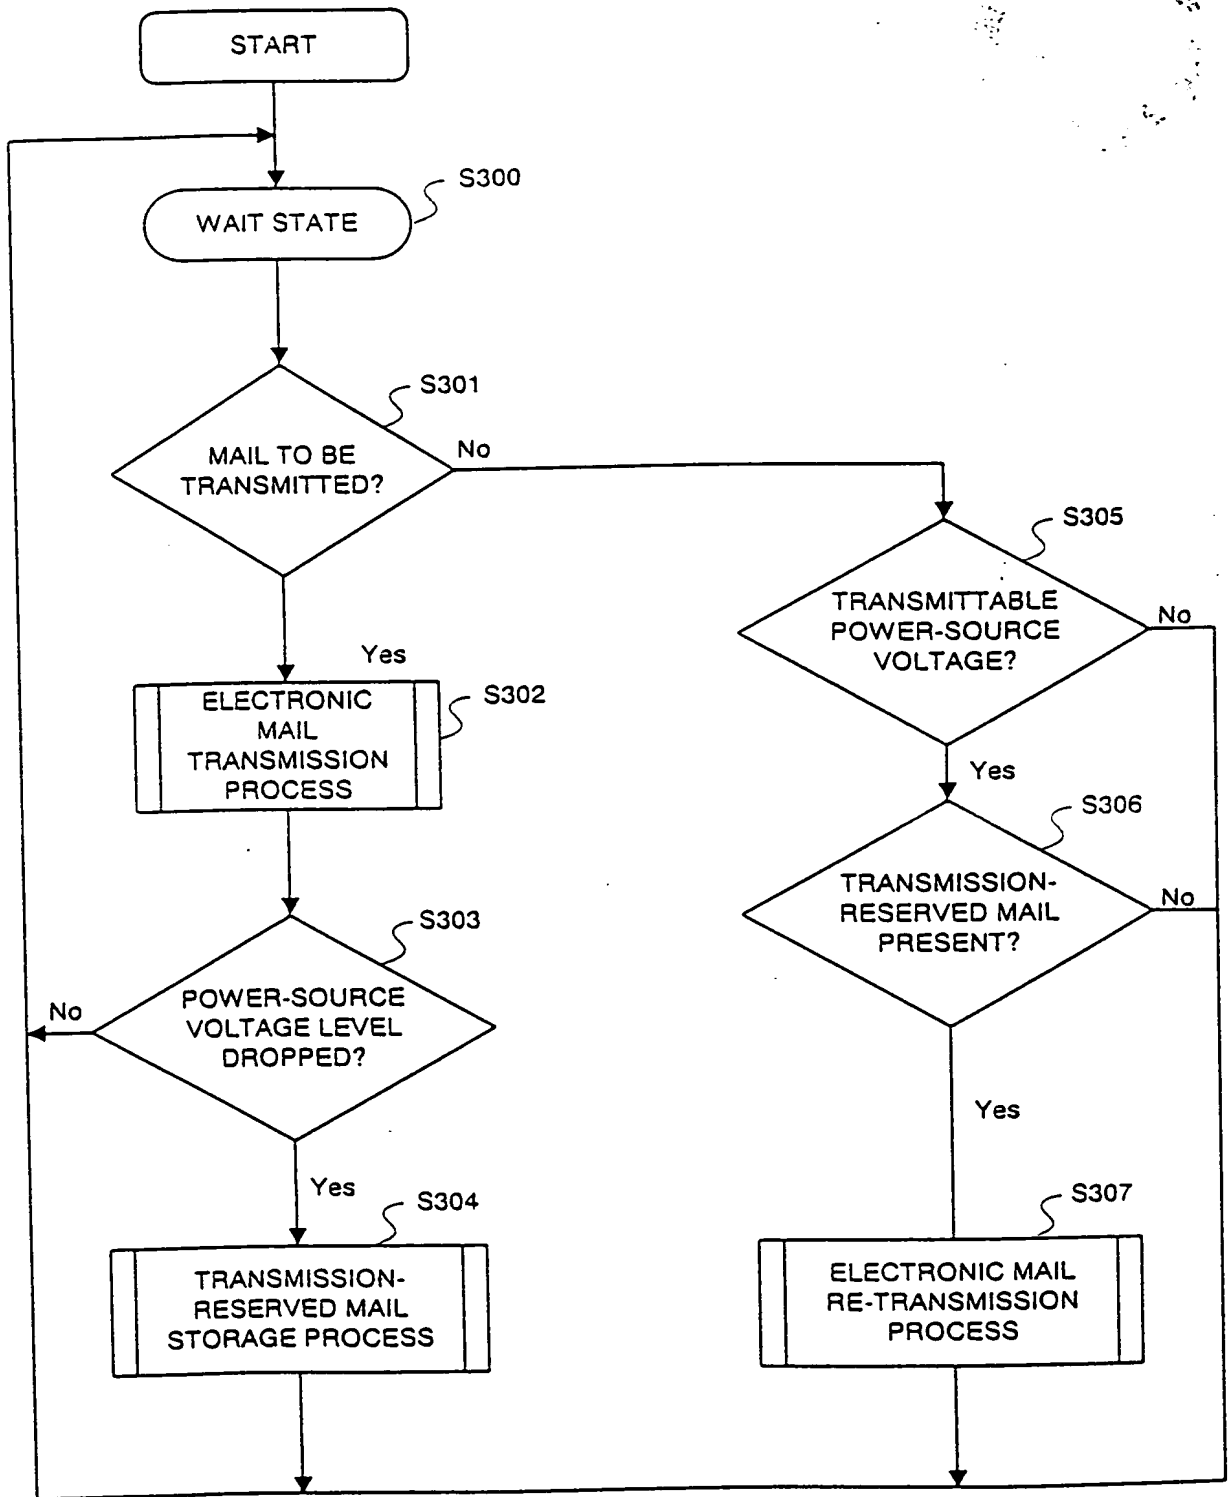 START
WAIT STATE
S300
MAIL TO BE
TRANSMITTED?
S301
No
Yes
ELECTRONIC
MAIL
TRANSMISSION
PROCESS
S302
POWER-SOURCE
VOLTAGE LEVEL
DROPPED?
S303
No
Yes
TRANSMISSION-
RESERVED MAIL
STORAGE PROCESS
S304
TRANSMITTABLE
POWER-SOURCE
VOLTAGE?
S305
No
Yes
TRANSMISSION-
RESERVED MAIL
PRESENT?
S306
No
Yes
ELECTRONIC MAIL
RE-TRANSMISSION
PROCESS
S307